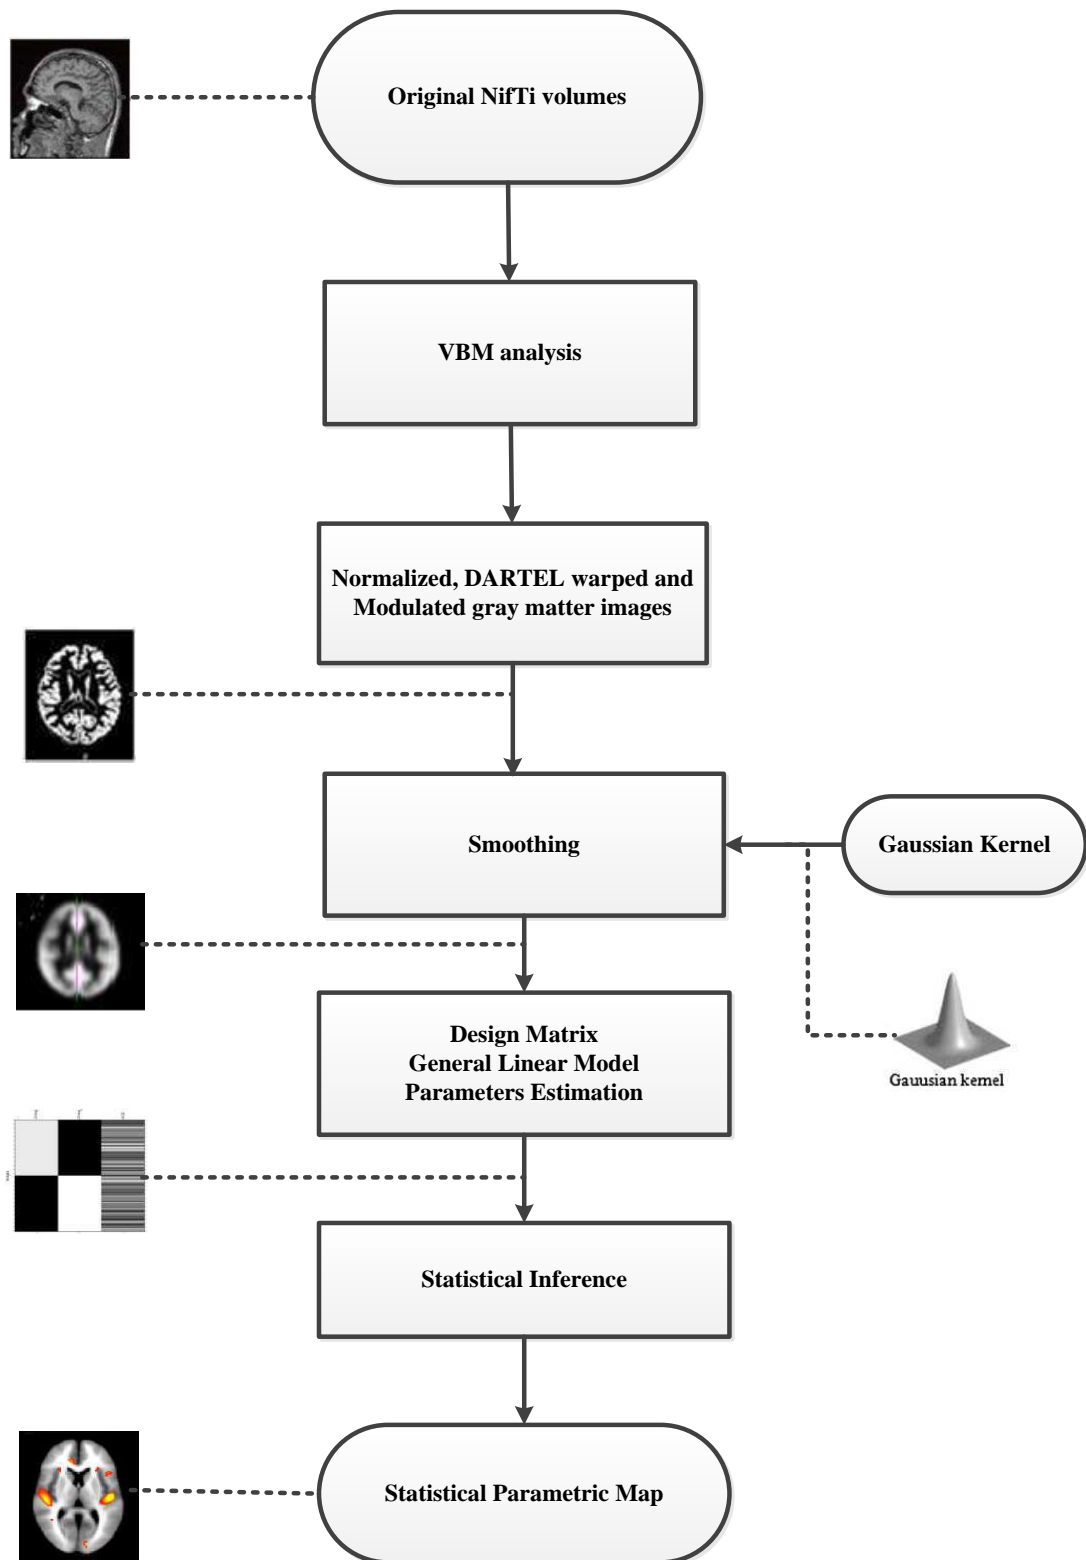 Original NifTi volumes
VBM analysis
Normalized, DARTEL warped and
Modulated gray matter images
Smoothing
Gaussian Kernel
Gauusian kernel
Design Matrix
General Linear Model
Parameters Estimation
Statistical Inference
Statistical Parametric Map